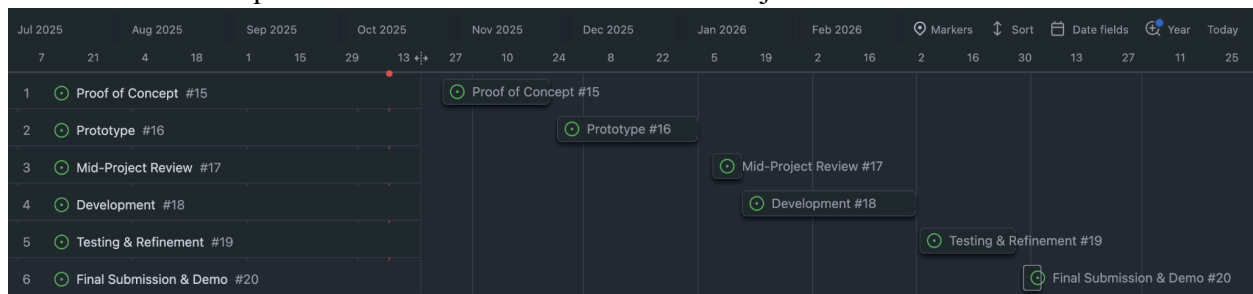 Jul 2025 Aug 2025 Sep 2025 Oct 2025 Nov 2025 Dec 2025 Jan 2026 Feb 2026 Markers Sort Date fields Year Today
7 21 4 18 1 15 29 13 27 10 24 8 22 5 19 2 16 2 16 30 13 27 11 25
1 Proof of Concept #15 Proof of Concept #15
2 Prototype #16 Prototype #16
3 Mid-Project Review #17 Mid-Project Review #17
4 Development #18 Development #18
5 Testing & Refinement #19 Testing & Refinement #19
6 Final Submission & Demo #20 Final Submission & Demo #20